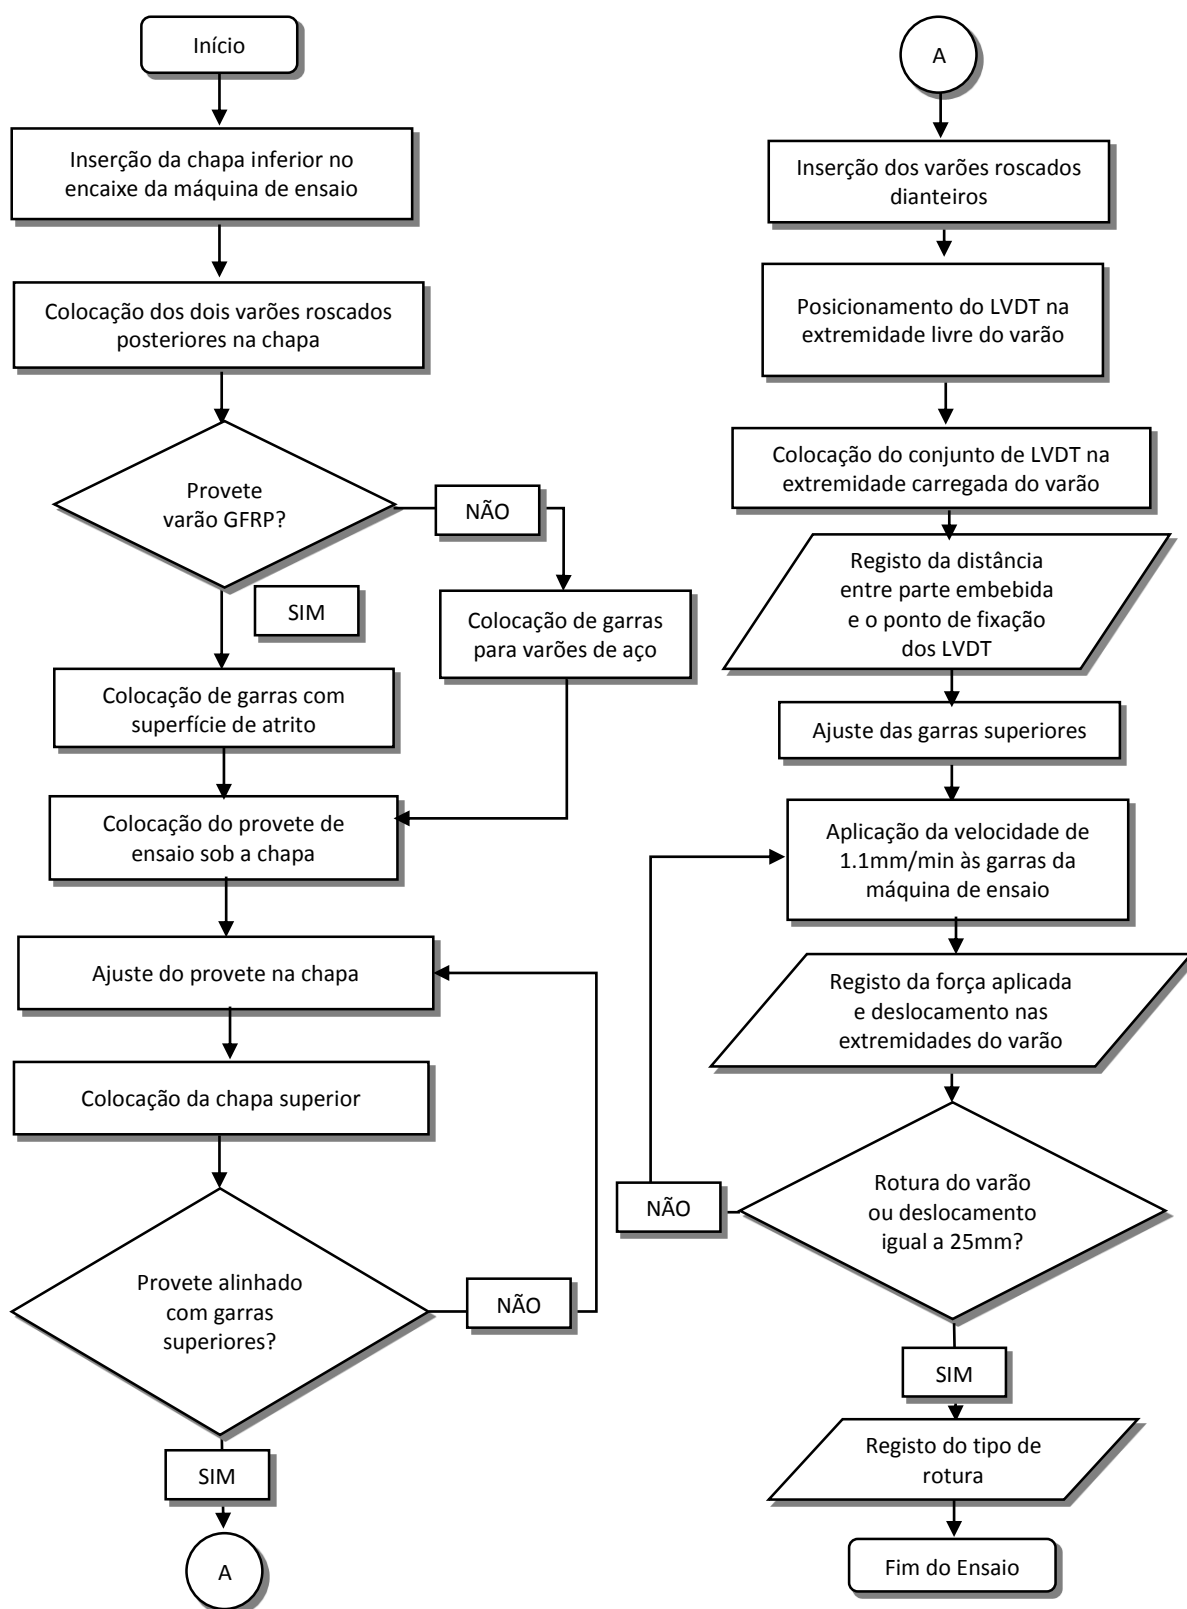 Início
Inserção da chapa inferior no
encaixe da máquina de ensaio
Colocação dos dois varões roscados
posteriores na chapa
Provete
varão GFRP?
NÃO
SIM
Colocação de garras
para varões de aço
Colocação de garras com
superfície de atrito
Colocação do provete de
ensaio sob a chapa
Ajuste do provete na chapa
Colocação da chapa superior
Provete alinhado
com garras
superiores?
NÃO
SIM
A
A
Inserção dos varões roscados
dianteiros
Posicionamento do LVDT na
extremidade livre do varão
Colocação do conjunto de LVDT na
extremidade carregada do varão
Registo da distância
entre parte embebida
e o ponto de fixação
dos LVDT
Ajuste das garras superiores
Aplicação da velocidade de
1.1mm/min às garras da
máquina de ensaio
Registo da força aplicada
e deslocamento nas
extremidades do varão
Rotura do varão
ou deslocamento
igual a 25mm?
NÃO
SIM
Registo do tipo de
rotura
Fim do Ensaio